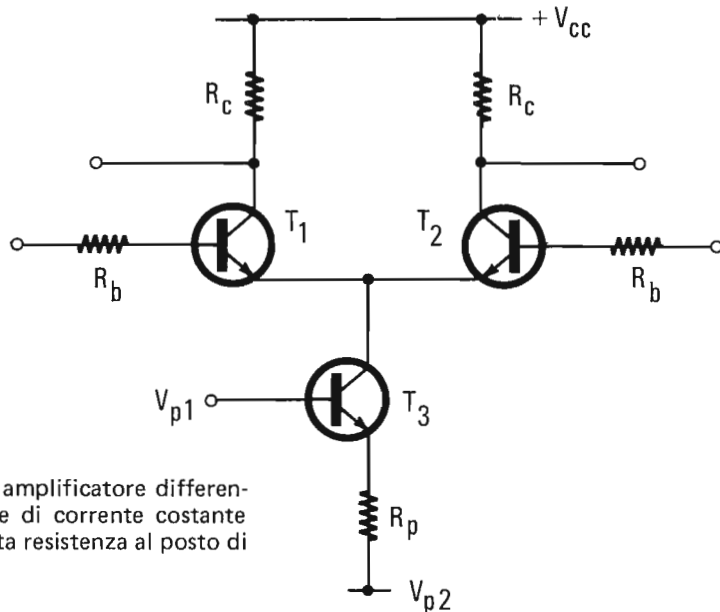 + Vcc
Rc
Rc
T1
T2
Rb
Rb
Vp1
T3
amplificatore differen-
e di corrente costante
ta resistenza al posto di
Rp
Vp2